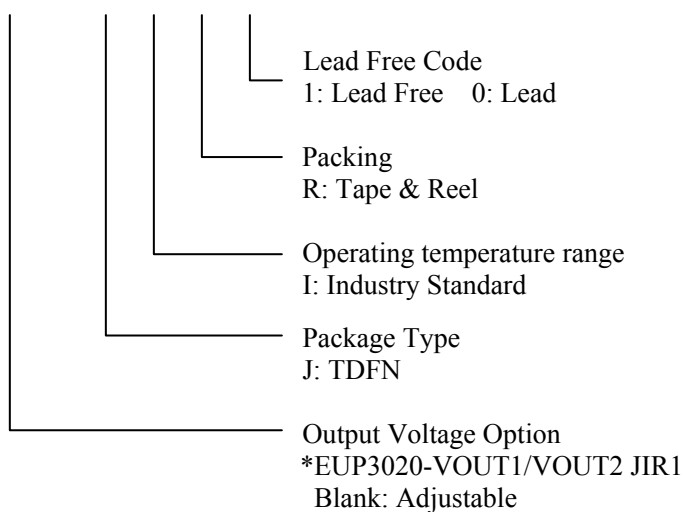 Lead Free Code
1: Lead Free 0: Lead
Packing
R: Tape & Reel
Operating temperature range
I: Industry Standard
Package Type
J: TDFN
Output Voltage Option
*EUP3020-VOUT1/VOUT2 JIR1
Blank: Adjustable